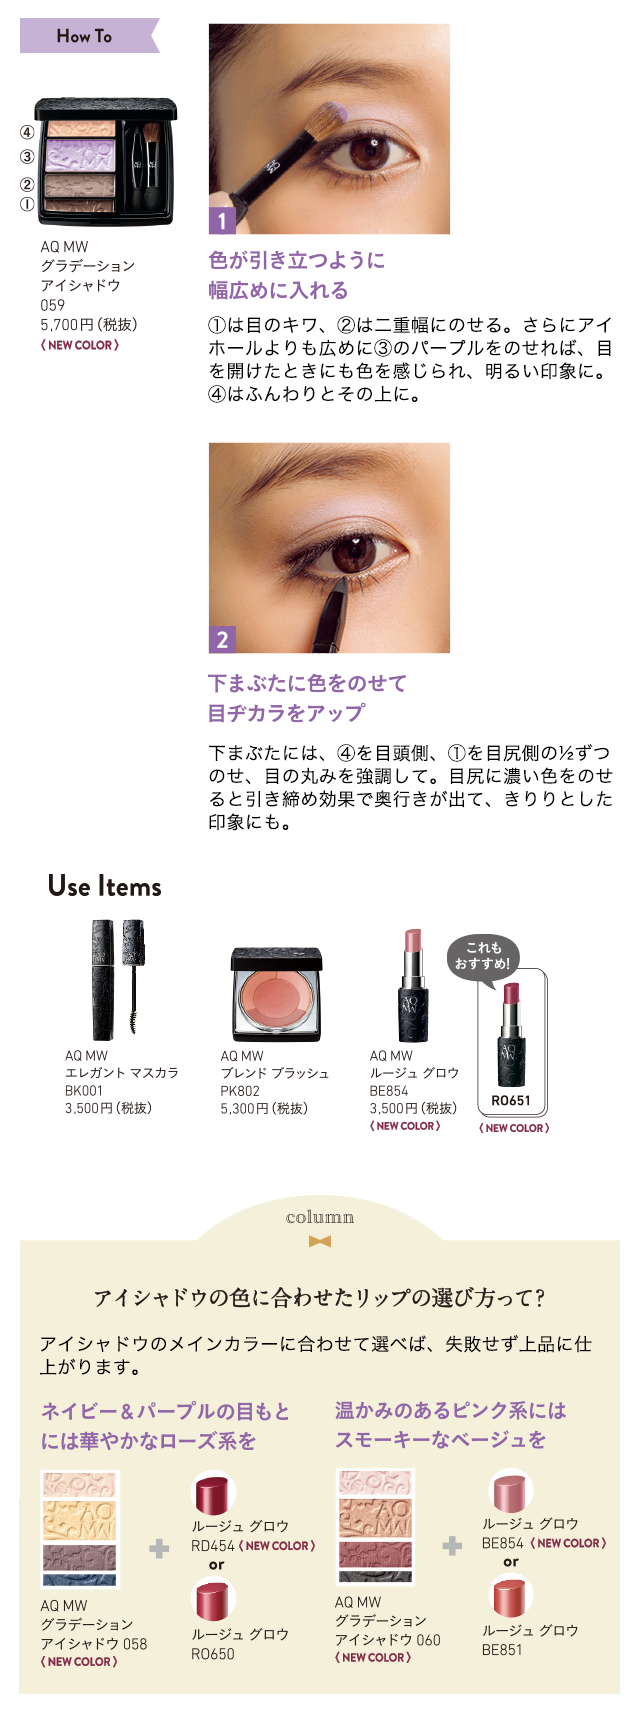 How To
④
③
②
①
AQ MW
グラデーション
アイシャドウ
059
5,700円（税抜）
〈 NEW COLOR 〉
1
色が引き立つように
幅広めに入れる
①は目のキワ、②は二重幅にのせる。さらにアイ
ホールよりも広めに③のパープルをのせれば、目
を開けたときにも色を感じられ、明るい印象に。
④はふんわりとその上に。
2
下まぶたに色をのせて
目ヂカラをアップ
下まぶたには、④を目頭側、①を目尻側の½ずつ
のせ、目の丸みを強調して。目尻に濃い色をのせ
ると引き締め効果で奥行きが出て、きりりとした
印象にも。
Use Items
AQ MW
エレガント マスカラ
BK001
3,500円（税抜）
AQ MW
ブレンド ブラッシュ
PK802
5,300円（税抜）
AQ
MW
AQ MW
ルージュ グロウ
BE854
3,500円（税抜）
〈 NEW COLOR 〉
これも
おすすめ!
AQ
MW
RO651
〈 NEW COLOR 〉
column
アイシャドウの色に合わせたリップの選び方って?
アイシャドウのメインカラーに合わせて選べば、失敗せず上品に仕
上がります。
ネイビー＆パープルの目もと
には華やかなローズ系を
AQ
MW
AQ MW
グラデーション
アイシャドウ 058
〈 NEW COLOR 〉
ルージュ グロウ
RD454〈 NEW COLOR 〉
or
ルージュ グロウ
RO650
温かみのあるピンク系には
スモーキーなベージュを
AQ
MW
AQ MW
グラデーション
アイシャドウ 060
〈 NEW COLOR 〉
ルージュ グロウ
BE854〈 NEW COLOR 〉
or
ルージュ グロウ
BE851